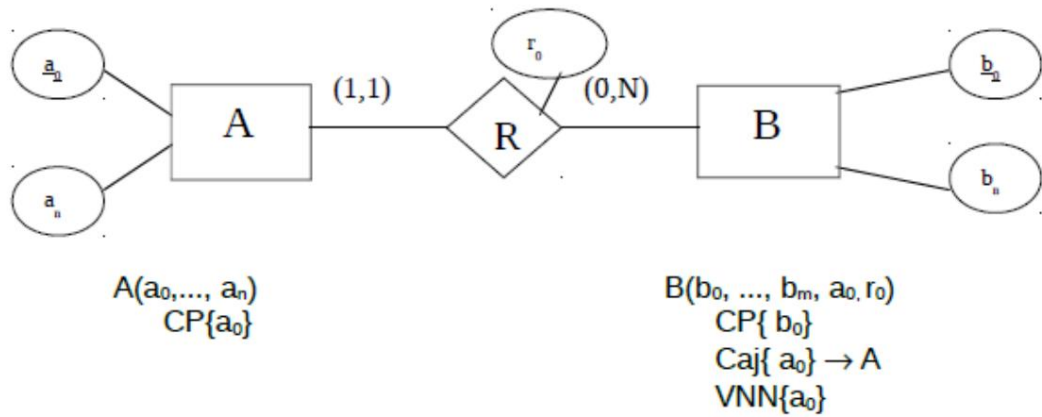 a₀
aₙ
A
(1,1)
r₀
R
(0,N)
B
b₀
bₙ
A(a₀,..., aₙ)
CP{a₀}
B(b₀, ..., bₘ, a₀, r₀)
CP{ b₀}
Caj{ a₀} → A
VNN{a₀}